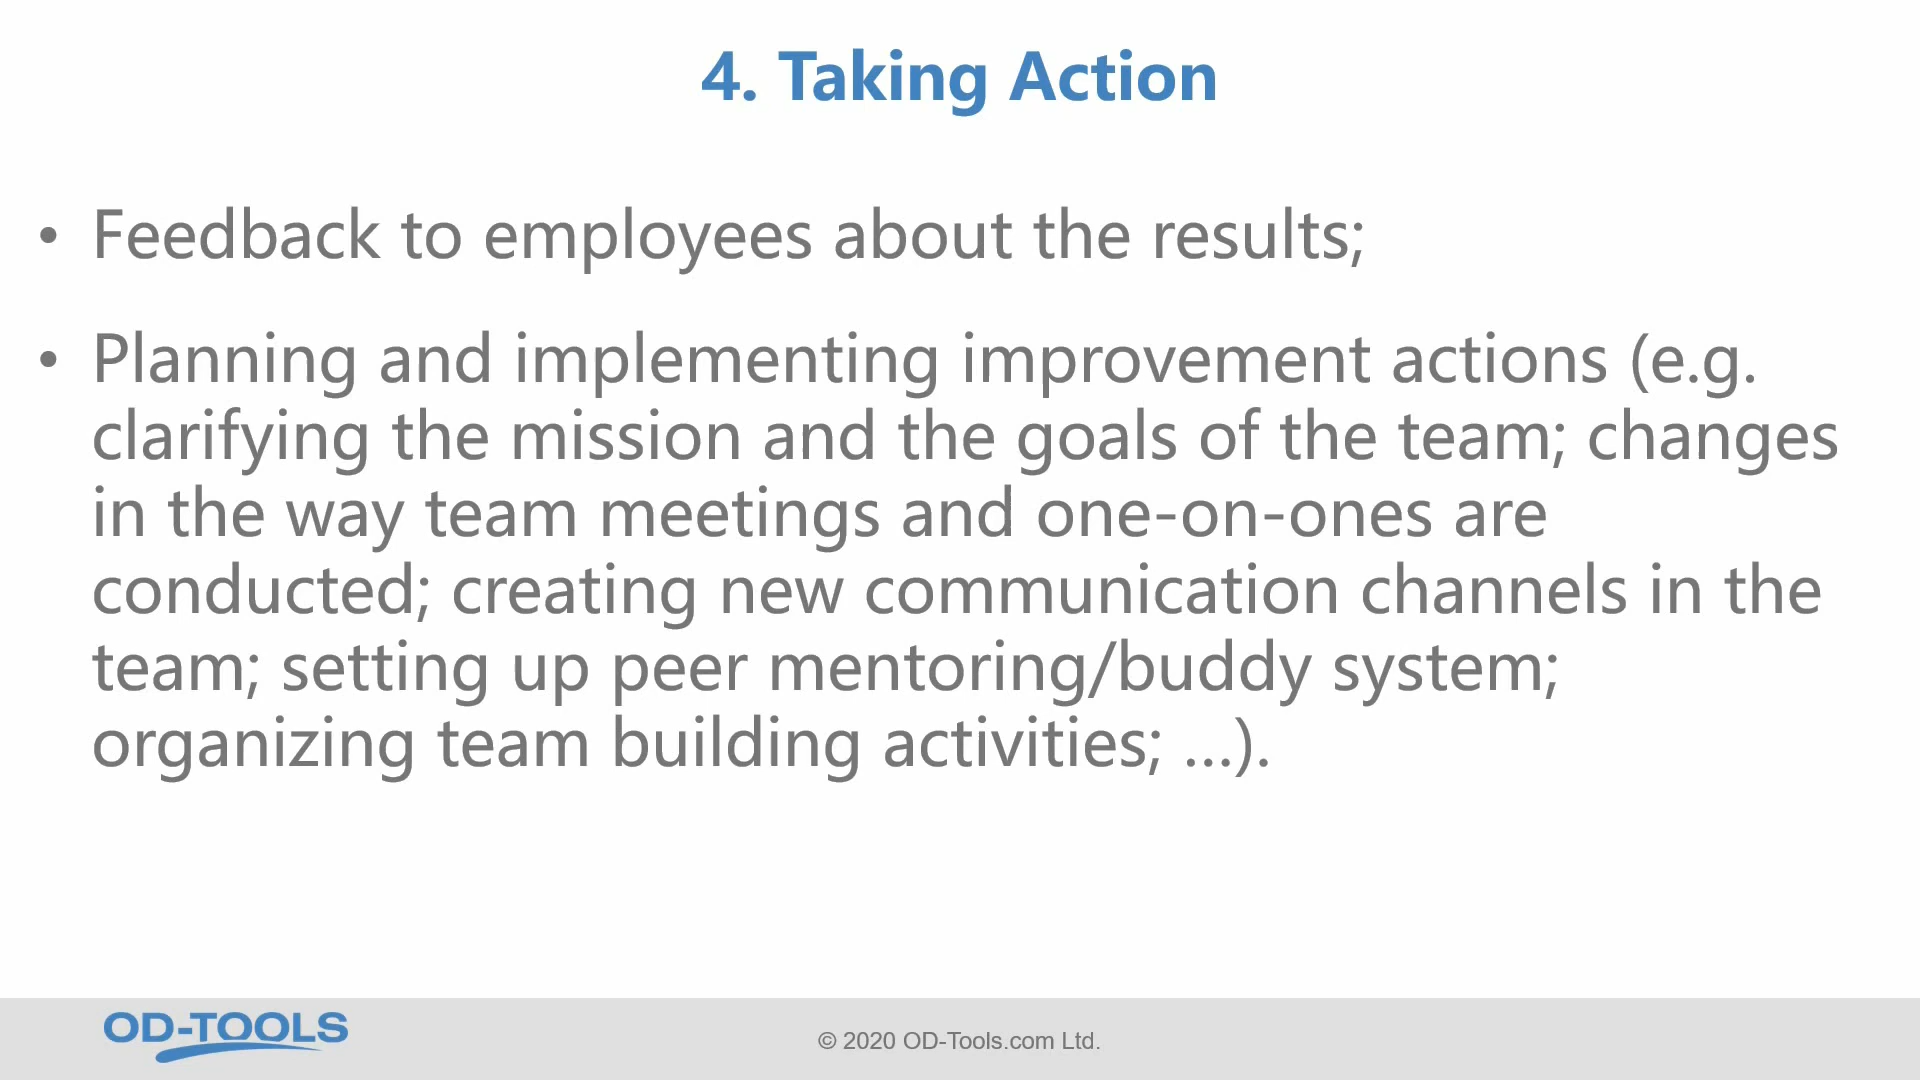 4. Taking Action
• Feedback to employees about the results;
• Planning and implementing improvement actions (e.g.
clarifying the mission and the goals of the team; changes
in the way team meetings and one-on-ones are
conducted; creating new communication channels in the
team; setting up peer mentoring/buddy system;
organizing team building activities; ...).
OD-TOOLS
© 2020 OD-Tools.com Ltd.